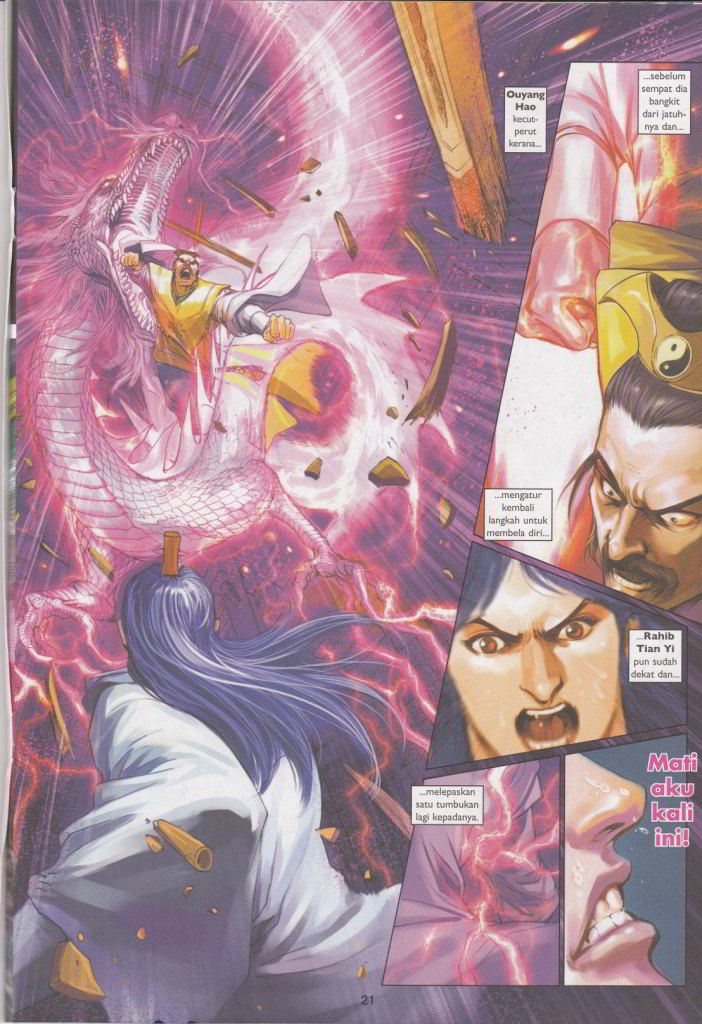 Ouyang
Hao
kecut-
perut
kerana...
...sebelum
sempat dia
bangkit
dari jatuh-
nya dan...
...mengatur
kembali
langkah untuk
membela diri...
...Rahib
Tian Yi
pun sudah
dekat dan...
...melepaskan
satu tumbukan
lagi kepadanya.
Mati
aku
kali
ini!
21